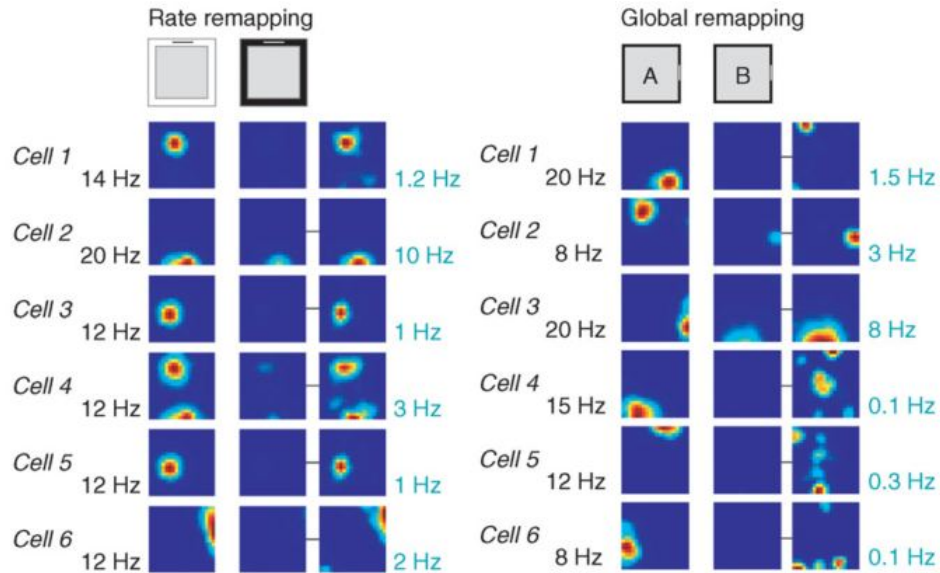 Rate remapping
Cell 1
14 Hz
1.2 Hz
Cell 2
20 Hz
10 Hz
Cell 3
12 Hz
1 Hz
Cell 4
12 Hz
3 Hz
Cell 5
12 Hz
1 Hz
Cell 6
12 Hz
2 Hz
Global remapping
A
B
Cell 1
20 Hz
1.5 Hz
Cell 2
8 Hz
3 Hz
Cell 3
20 Hz
8 Hz
Cell 4
15 Hz
0.1 Hz
Cell 5
12 Hz
0.3 Hz
Cell 6
8 Hz
0.1 Hz